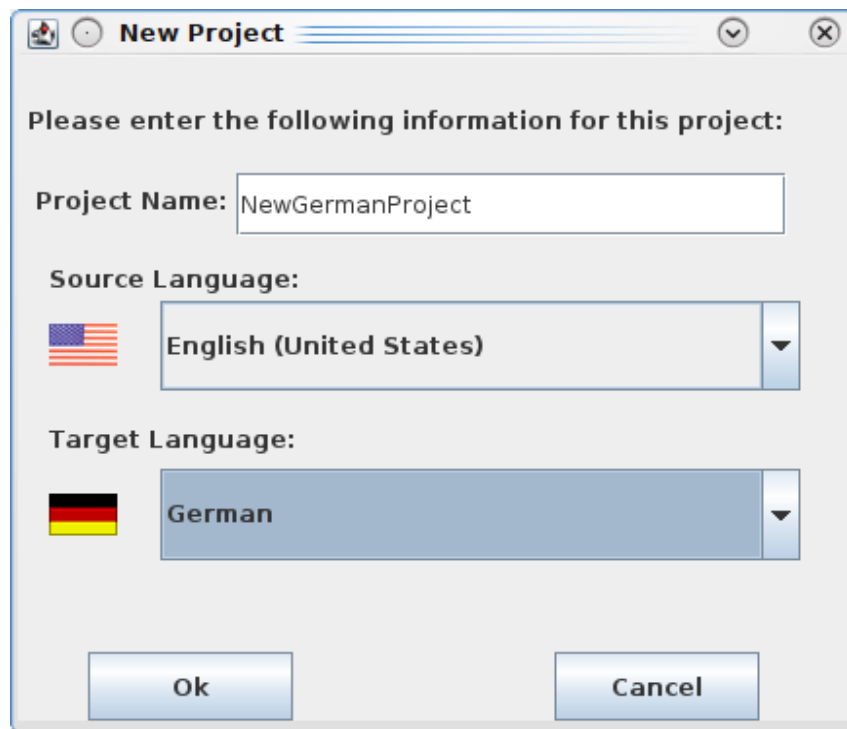 New Project
Please enter the following information for this project:
Project Name: NewGermanProject
Source Language:
English (United States)
Target Language:
German
Ok Cancel